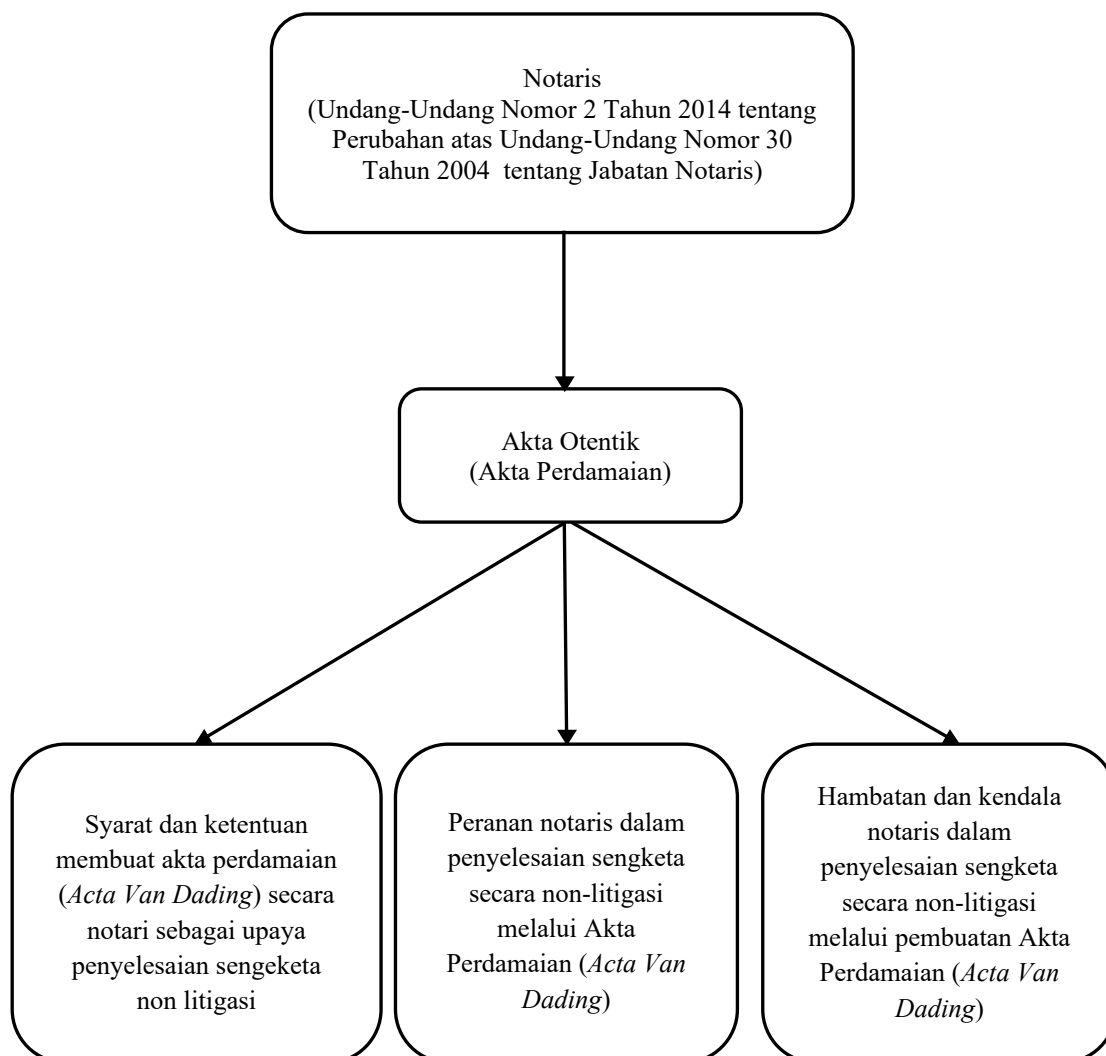 Notaris
(Undang-Undang Nomor 2 Tahun 2014 tentang
Perubahan atas Undang-Undang Nomor 30
Tahun 2004 tentang Jabatan Notaris)
Akta Otentik
(Akta Perdamaian)
Syarat dan ketentuan
membuat akta perdamaian
(Acta Van Dading) secara
notari sebagai upaya
penyelesaian sengeketa
non litigasi
Peranan notaris dalam
penyelesaian sengketa
secara non-litigasi
melalui Akta
Perdamaian (Acta Van
Dading)
Hambatan dan kendala
notaris dalam
penyelesaian sengketa
secara non-litigasi
melalui pembuatan Akta
Perdamaian (Acta Van
Dading)